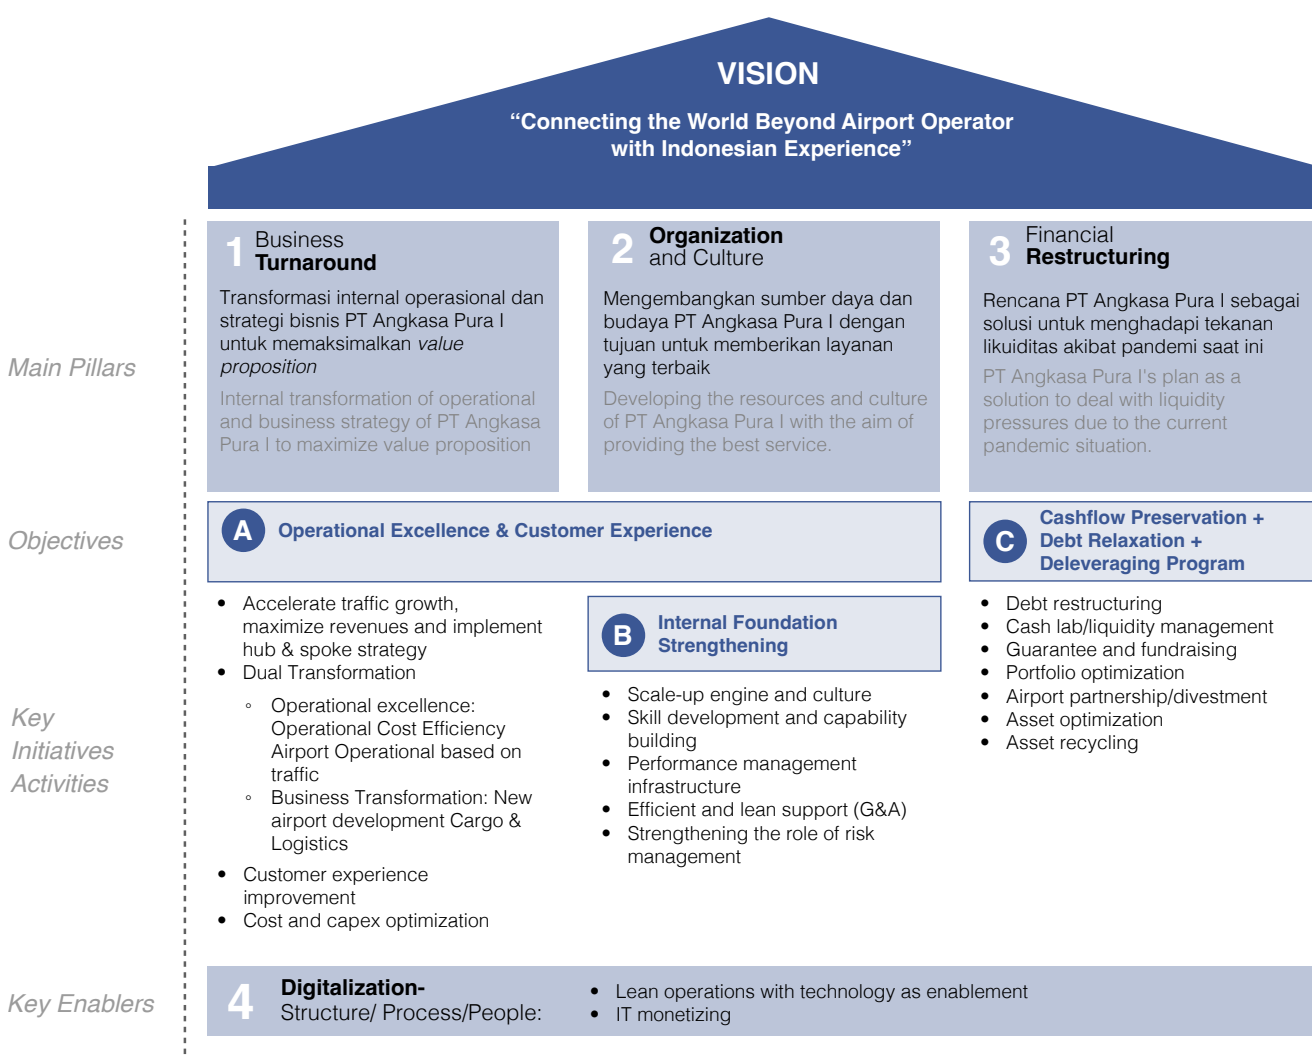 VISION
“Connecting the World Beyond Airport Operator
with Indonesian Experience”
Main Pillars
1 Business
Turnaround
Transformasi internal operasional dan
strategi bisnis PT Angkasa Pura I
untuk memaksimalkan value
proposition
Internal transformation of operational
and business strategy of PT Angkasa
Pura I to maximize value proposition
2 Organization
and Culture
Mengembangkan sumber daya dan
budaya PT Angkasa Pura I dengan
tujuan untuk memberikan layanan
yang terbaik
Developing the resources and culture
of PT Angkasa Pura I with the aim of
providing the best service.
3 Financial
Restructuring
Rencana PT Angkasa Pura I sebagai
solusi untuk menghadapi tekanan
likuiditas akibat pandemi saat ini
PT Angkasa Pura I's plan as a
solution to deal with liquidity
pressures due to the current
pandemic situation.
Objectives
A Operational Excellence & Customer Experience
C Cashflow Preservation +
Debt Relaxation +
Deleveraging Program
Key
Initiatives
Activities
• Accelerate traffic growth,
maximize revenues and implement
hub & spoke strategy
• Dual Transformation
◦ Operational excellence:
Operational Cost Efficiency
Airport Operational based on
traffic
◦ Business Transformation: New
airport development Cargo &
Logistics
• Customer experience
improvement
• Cost and capex optimization
B Internal Foundation
Strengthening
• Scale-up engine and culture
• Skill development and capability
building
• Performance management
infrastructure
• Efficient and lean support (G&A)
• Strengthening the role of risk
management
• Debt restructuring
• Cash lab/liquidity management
• Guarantee and fundraising
• Portfolio optimization
• Airport partnership/divestment
• Asset optimization
• Asset recycling
Key Enablers
4 Digitalization-
Structure/ Process/People:
• Lean operations with technology as enablement
• IT monetizing